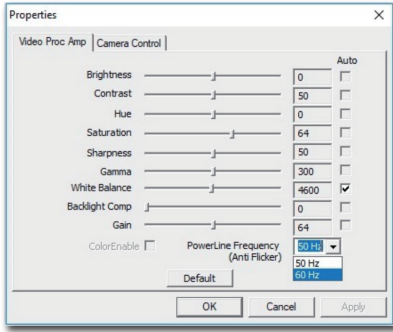 Properties
Video Proc Amp Camera Control
Auto
Brightness 0
Contrast 50
Hue 0
Saturation 64
Sharpness 50
Gamma 300
White Balance 4600
Backlight Comp 0
Gain 64
ColorEnable PowerLine Frequency 50 Hz
(Anti Flicker)
50 Hz
60 Hz
Default
OK Cancel Apply